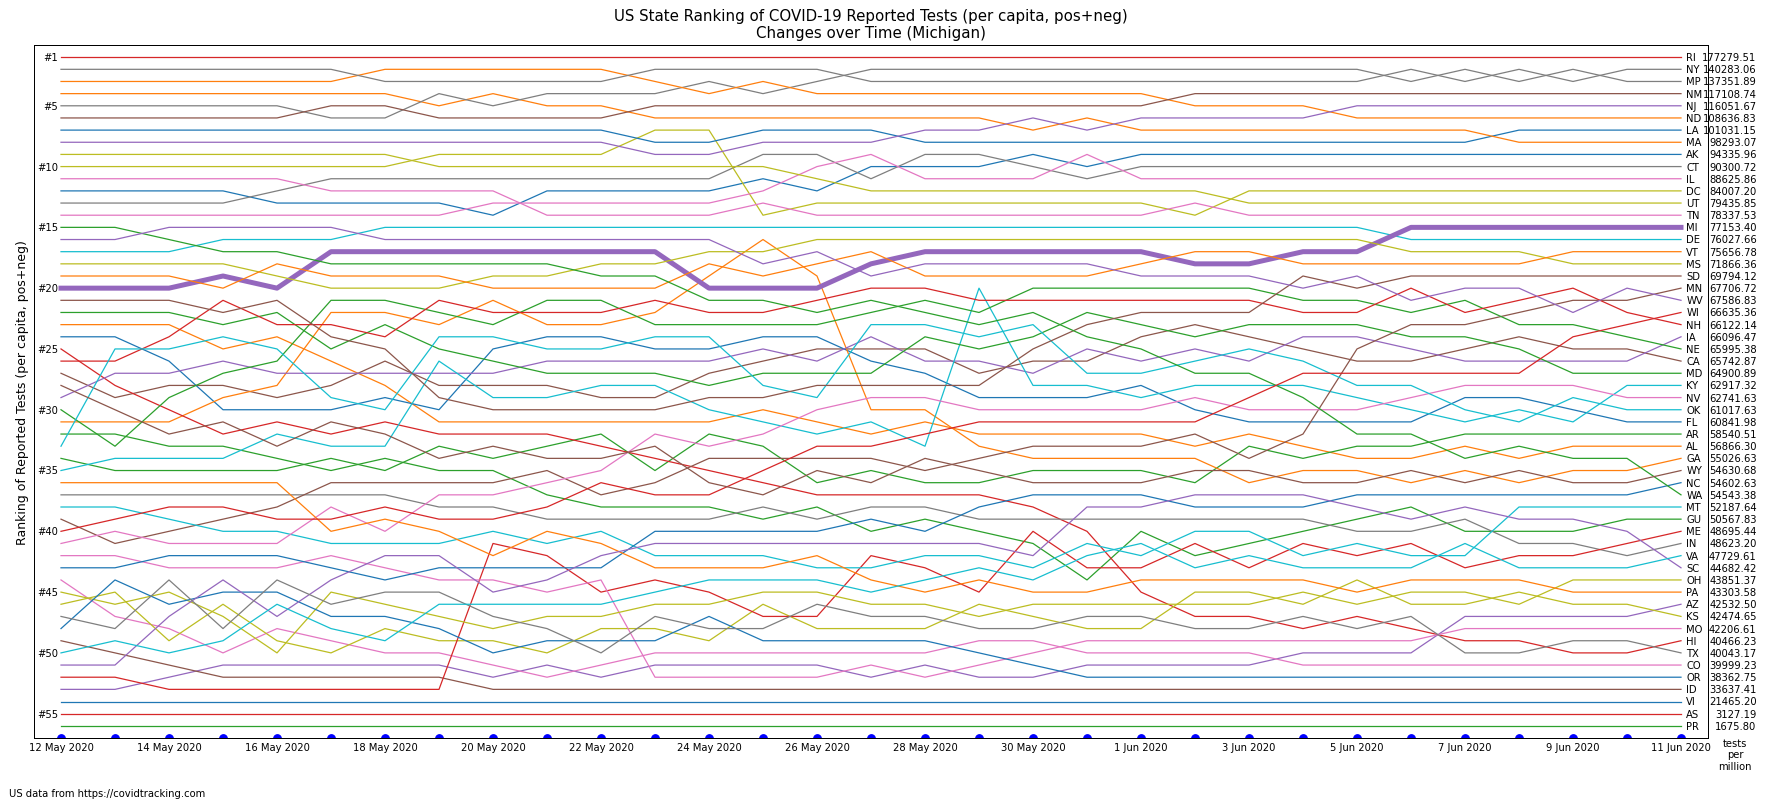 US State Ranking of COVID-19 Reported Tests (per capita, pos+neg)
Changes over Time (Michigan)
Ranking of Reported Tests (per capita, pos+neg)
#1
#5
#10
#15
#20
#25
#30
#35
#40
#45
#50
#55
RI 177279.51
NY 140283.06
MP 137351.89
NM 117108.74
NJ 116051.67
ND 108636.83
LA 101031.15
MA 98293.07
AK 94335.96
CT 90300.72
IL 88625.86
DC 84007.20
UT 79435.85
TN 78337.53
MI 77153.40
DE 76027.66
VT 75656.78
MS 71866.36
SD 69794.12
MN 67706.72
WV 67586.83
WI 66635.36
NH 66122.14
IA 66096.47
NE 65995.38
CA 65742.87
MD 64900.89
KY 62917.32
NV 62741.63
OK 61017.63
FL 60841.98
AR 58540.51
AL 56866.30
GA 55026.63
WY 54630.68
NC 54602.63
WA 54543.38
MT 52187.64
GU 50567.83
ME 48695.44
IN 48623.20
VA 47729.61
SC 44682.42
OH 43851.37
PA 43303.58
AZ 42532.50
KS 42474.65
MO 42206.61
HI 40466.23
TX 40043.17
CO 39999.23
OR 38362.75
ID 33637.41
VI 21465.20
AS 3127.19
PR 1675.80
12 May 2020 14 May 2020 16 May 2020 18 May 2020 20 May 2020 22 May 2020 24 May 2020 26 May 2020 28 May 2020 30 May 2020 1 Jun 2020 3 Jun 2020 5 Jun 2020 7 Jun 2020 9 Jun 2020 11 Jun 2020
tests
per
million
US data from https://covidtracking.com